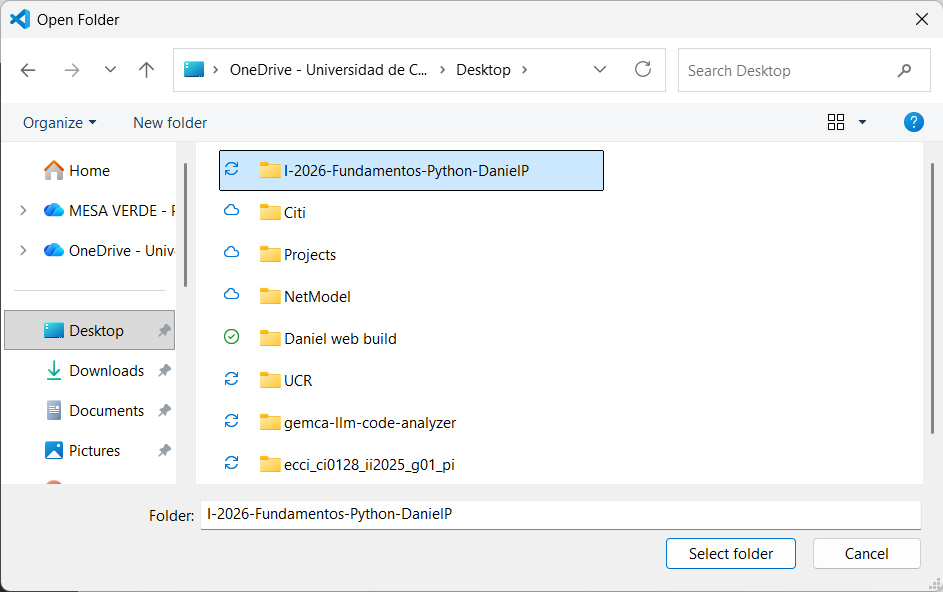 Open Folder
OneDrive - Universidad de C... Desktop
Search Desktop
Organize
New folder
?
Home
MESA VERDE -
OneDrive - Univ
Desktop
Downloads
Documents
Pictures
I-2026-Fundamentos-Python-DanielP
Citi
Projects
NetModel
Daniel web build
UCR
gemca-llm-code-analyzer
ecci_ci0128_ii2025_g01_pi
Folder: I-2026-Fundamentos-Python-DanielP
Select folder
Cancel